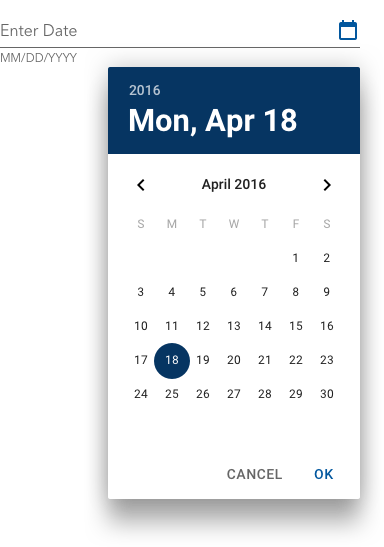 Enter Date
MM/DD/YYYY
2016
Mon, Apr 18
April 2016
S M T W T F S
1 2
3 4 5 6 7 8 9
10 11 12 13 14 15 16
17 18 19 20 21 22 23
24 25 26 27 28 29 30
CANCEL OK